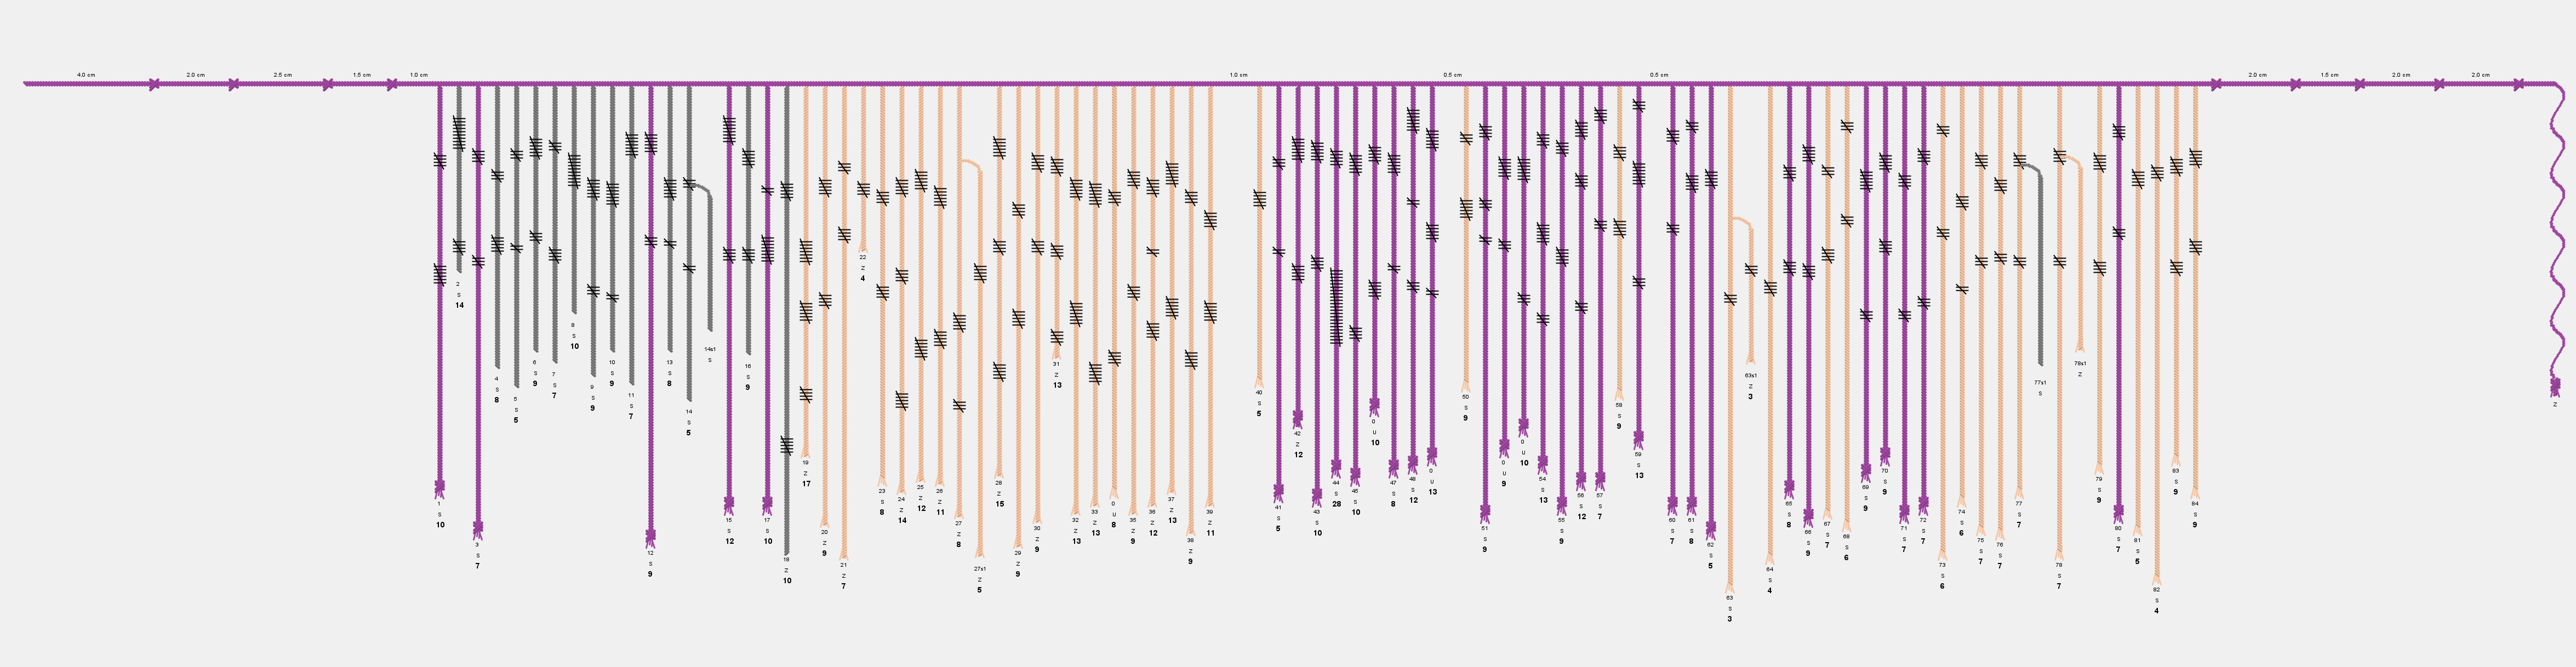 4.0 cm 2.0 cm 2.5 cm 1.5 cm 1.0 cm 1.0 cm 0.5 cm 0.5 cm 2.0 cm 1.5 cm 2.0 cm 2.0 cm
1 S 10
2 S 14
3 S 7
4 S 8
5 S 5
6 S 9
7 S 7
8 S 10
9 S 9
10 S 9
11 S 7
12 S 9
13 S 8
14 S 5
14s1 S
15 S 12
16 S 9
17 S 10
18 Z 10
19 Z 17
20 Z 9
21 Z 7
22 Z 4
23 S 8
24 Z 14
25 Z 12
26 Z 11
27 Z 8
27s1 Z 5
28 Z 15
29 Z 9
30 Z 9
31 Z 13
32 Z 13
33 Z 13
0 U 8
35 Z 9
36 Z 12
37 Z 13
38 Z 9
39 Z 11
40 S 5
41 S 5
42 Z 12
43 S 10
44 S 28
45 S 10
0 U 10
47 S 8
48 S 12
0 U 13
50 S 9
51 S 9
0 U 9
0 U 10
54 S 13
55 S 9
56 S 12
57 S 7
58 S 9
59 S 13
60 S 7
61 S 8
62 S 5
63 S 3
63s1 Z 3
64 S 4
65 S 8
66 S 9
67 S 7
68 S 6
69 S 9
70 S 9
71 S 7
72 S 7
73 S 6
74 S 6
75 S 7
76 S 7
77 S 7
77s1 S
78 S 7
78s1 Z
79 S 9
80 S 7
81 S 5
82 S 4
83 S 9
84 S 9
Z